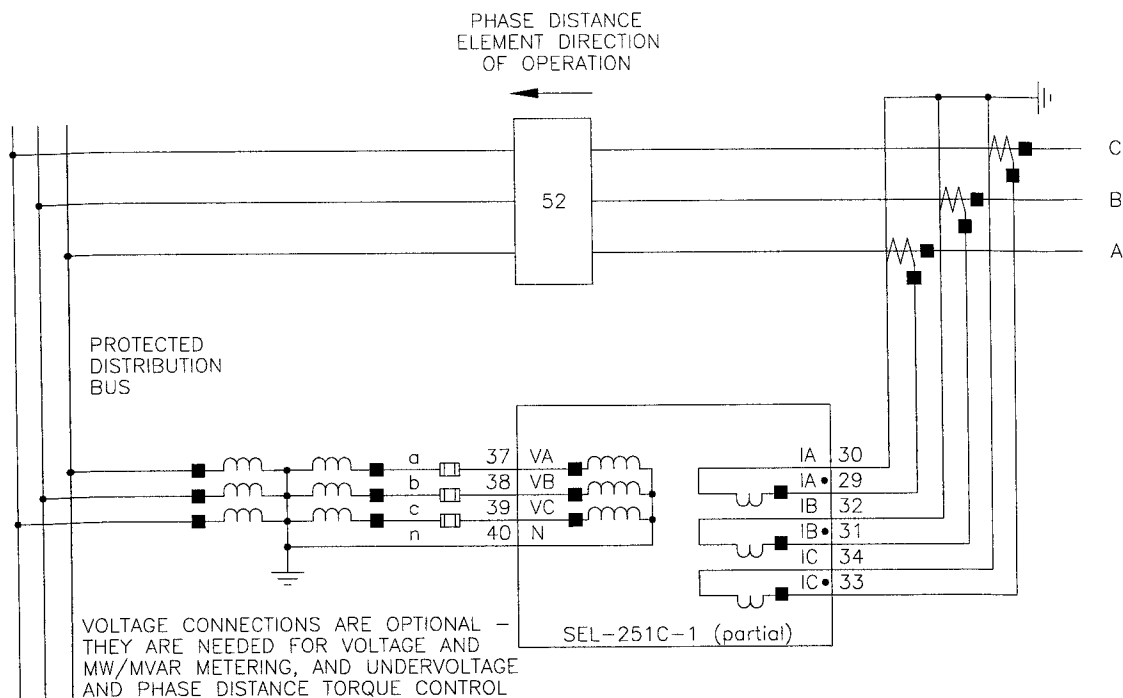 PHASE DISTANCE
ELEMENT DIRECTION
OF OPERATION
C
52
B
A
PROTECTED
DISTRIBUTION
BUS
a 37 VA
b 38 VB
c 39 VC
n 40 N
IA 30
IA• 29
IB 32
IB• 31
IC 34
IC• 33
SEL-251C-1 (partial)
VOLTAGE CONNECTIONS ARE OPTIONAL –
THEY ARE NEEDED FOR VOLTAGE AND
MW/MVAR METERING, AND UNDERVOLTAGE
AND PHASE DISTANCE TORQUE CONTROL